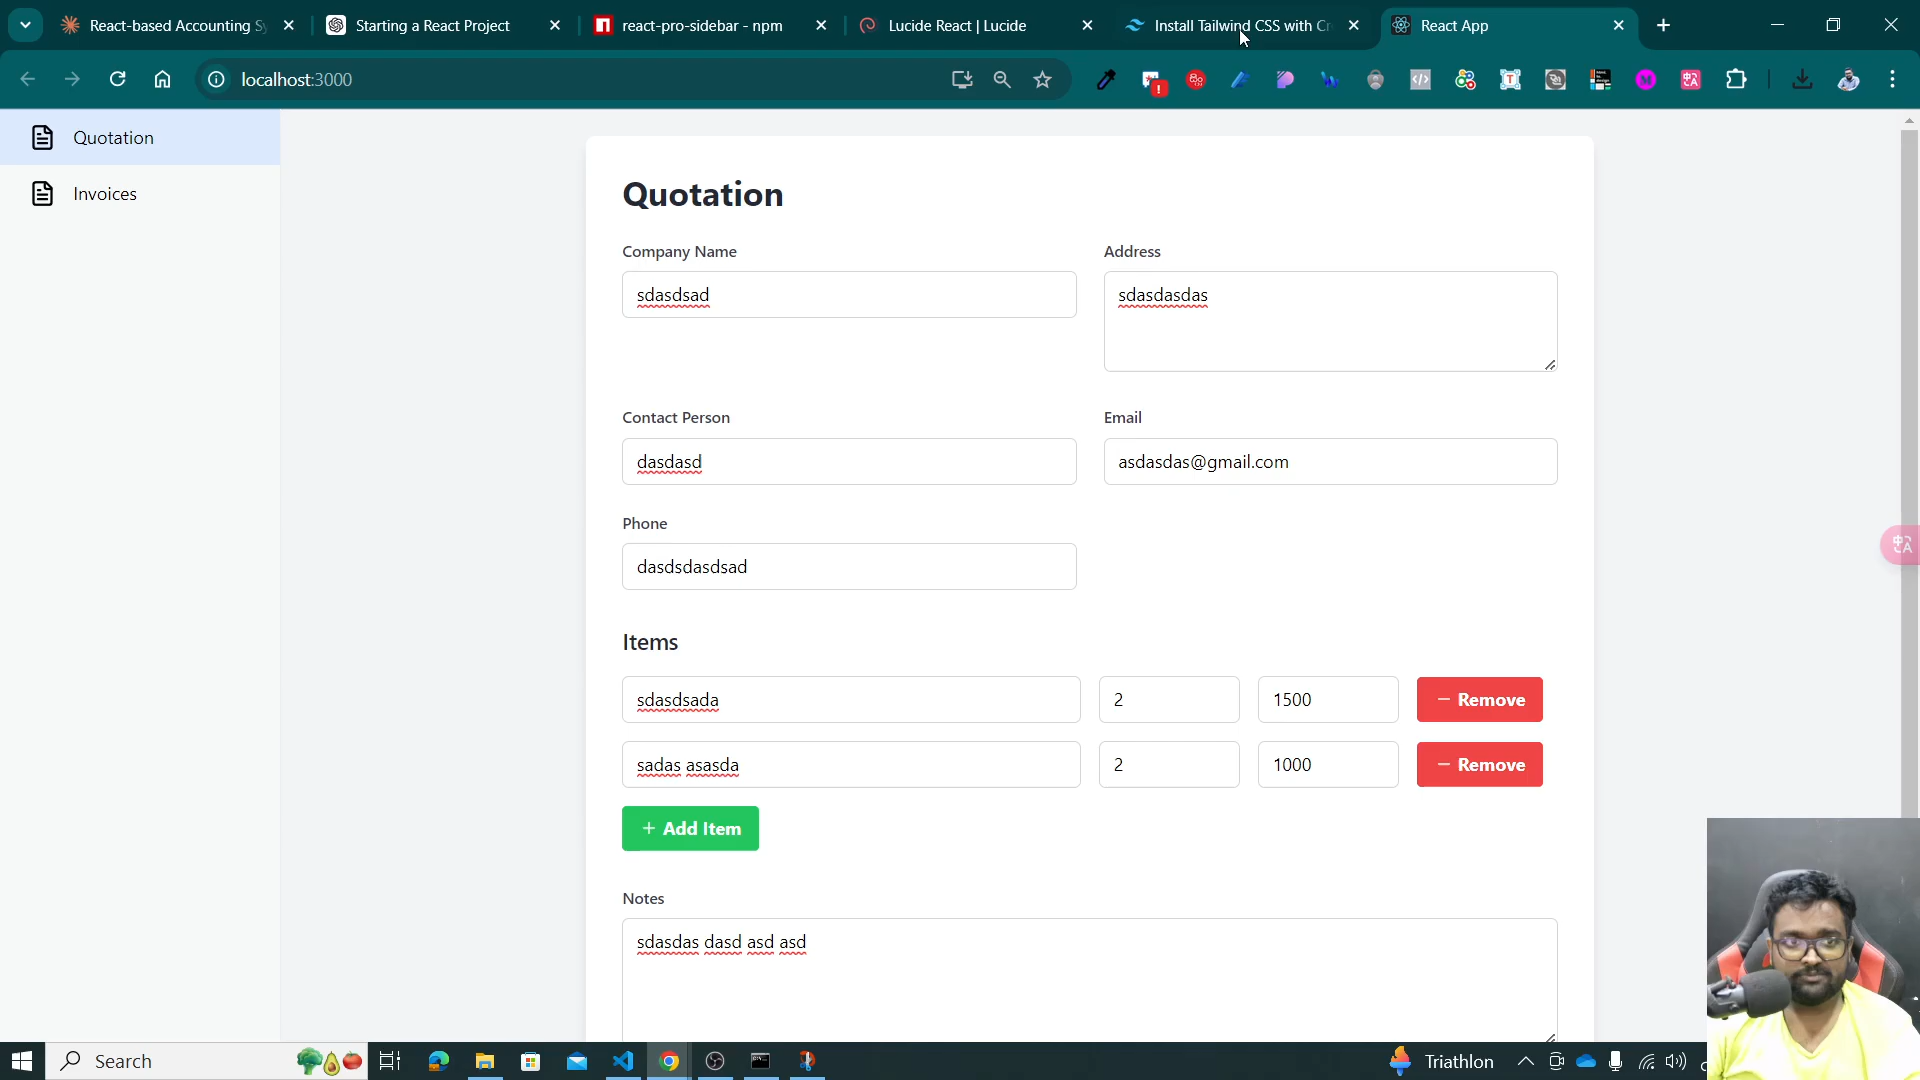 React-based Accounting Sy
Starting a React Project
react-pro-sidebar - npm
Lucide React | Lucide
Install Tailwind CSS with Cr
React App
localhost:3000
Quotation
Invoices
Quotation
Company Name
Address
sdasdsad
sdasdasdas
Contact Person
Email
dasdasd
asdasdas@gmail.com
Phone
dasdsdasdsad
Items
sdasdsada
2
1500
Remove
sadas asasda
2
1000
Remove
Add Item
Notes
sdasdas dasd asd asd
Search
Triathlon